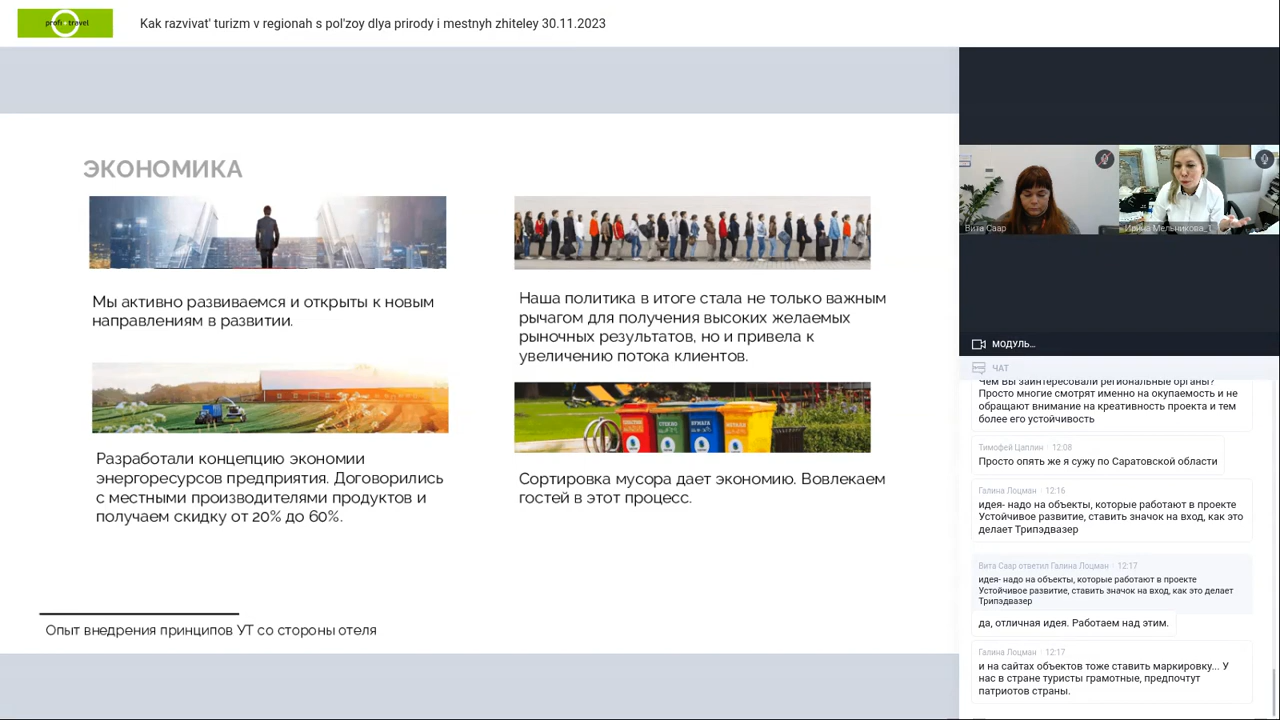 profi travel
Kak razvivat' turizm v regionah s pol'zoy dlya prirody i mestnyh zhiteley 30.11.2023
ЭКОНОМИКА
Мы активно развиваемся и открыты к новым
направлениям в развитии.
Наша политика в итоге стала не только важным
рычагом для получения высоких желаемых
рыночных результатов, но и привела к
увеличению потока клиентов.
Разработали концепцию экономии
энергоресурсов предприятия. Договорились
с местными производителями продуктов и
получаем скидку от 20% до 60%.
Сортировка мусора дает экономию. Вовлекаем
гостей в этот процесс.
Опыт внедрения принципов УТ со стороны отеля
Вита Саар
Ирина Мельникова_
МОДУЛЬ...
ЧАТ
Чем Вы заинтересовали региональные органы?
Просто многие смотрят именно на окупаемость и не
обращают внимание на креативность проекта и тем
более его устойчивость
Тимофей Цаплин 12:08
Просто опять же я сужу по Саратовской области
Галина Лоцман 12:16
идея- надо на объекты, которые работают в проекте
Устойчивое развитие, ставить значок на вход, как это
делает Трипэдвазер
Вита Саар ответил Галина Лоцман 12:17
идея- надо на объекты, которые работают в проекте
Устойчивое развитие, ставить значок на вход, как это делает
Трипэдвазер
да, отличная идея. Работаем над этим.
Галина Лоцман 12:17
и на сайтах объектов тоже ставить маркировку... У
нас в стране туристы грамотные, предпочтут
патриотов страны.